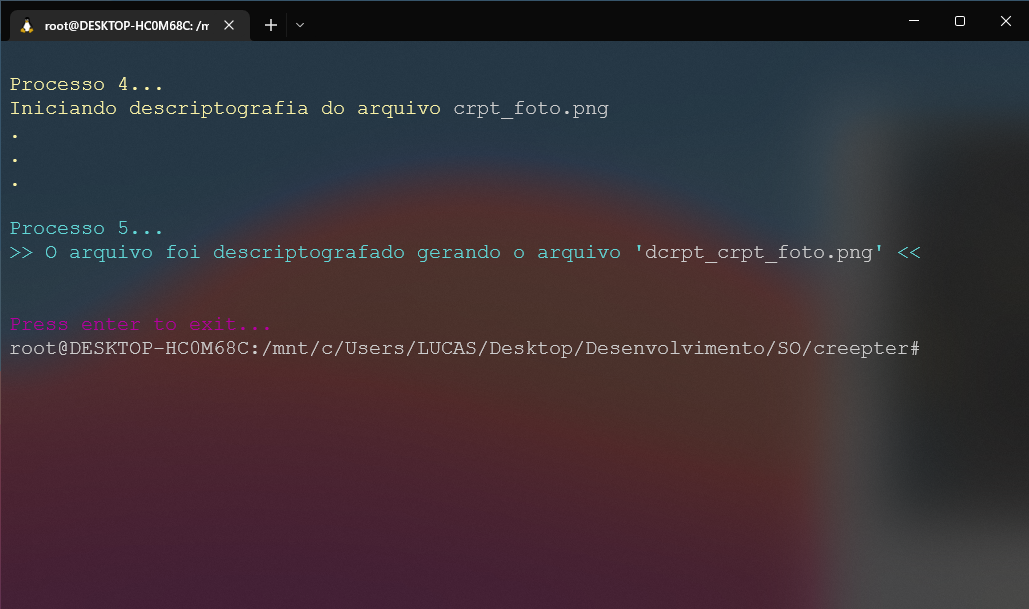 root@DESKTOP-HC0M68C: /m
Processo 4...
Iniciando descriptografia do arquivo crpt_foto.png
.
.
.
Processo 5...
>> O arquivo foi descriptografado gerando o arquivo 'dcrpt_crpt_foto.png' <<
Press enter to exit...
root@DESKTOP-HC0M68C:/mnt/c/Users/LUCAS/Desktop/Desenvolvimento/SO/creepter#